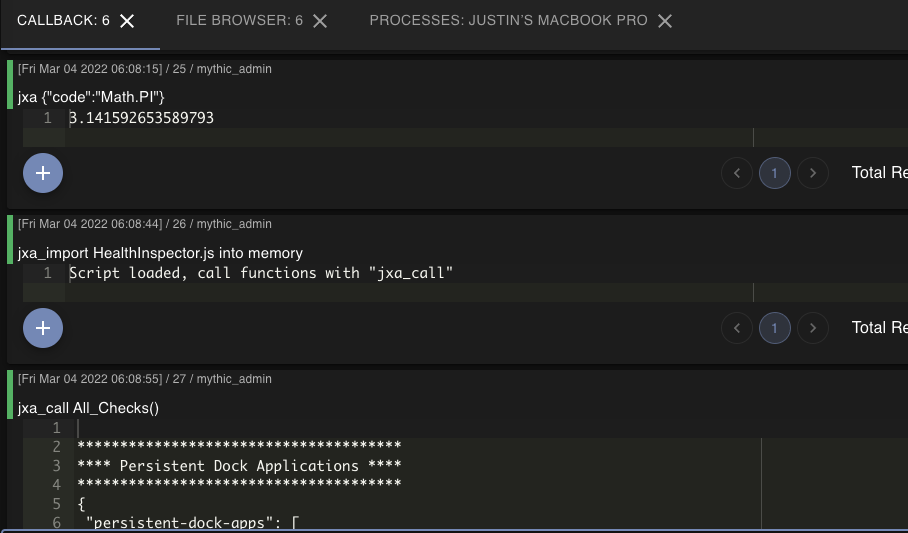 CALLBACK: 6 FILE BROWSER: 6 PROCESSES: JUSTIN'S MACBOOK PRO
[Fri Mar 04 2022 06:08:15] / 25 / mythic_admin
jxa {"code":"Math.PI"}
1 3.141592653589793
1 Total Re
[Fri Mar 04 2022 06:08:44] / 26 / mythic_admin
jxa_import HealthInspector.js into memory
1 Script loaded, call functions with "jxa_call"
1 Total Re
[Fri Mar 04 2022 06:08:55] / 27 / mythic_admin
jxa_call All_Checks()
1
2 **************************************
3 **** Persistent Dock Applications ****
4 **************************************
5 {
6 "persistent-dock-apps": [